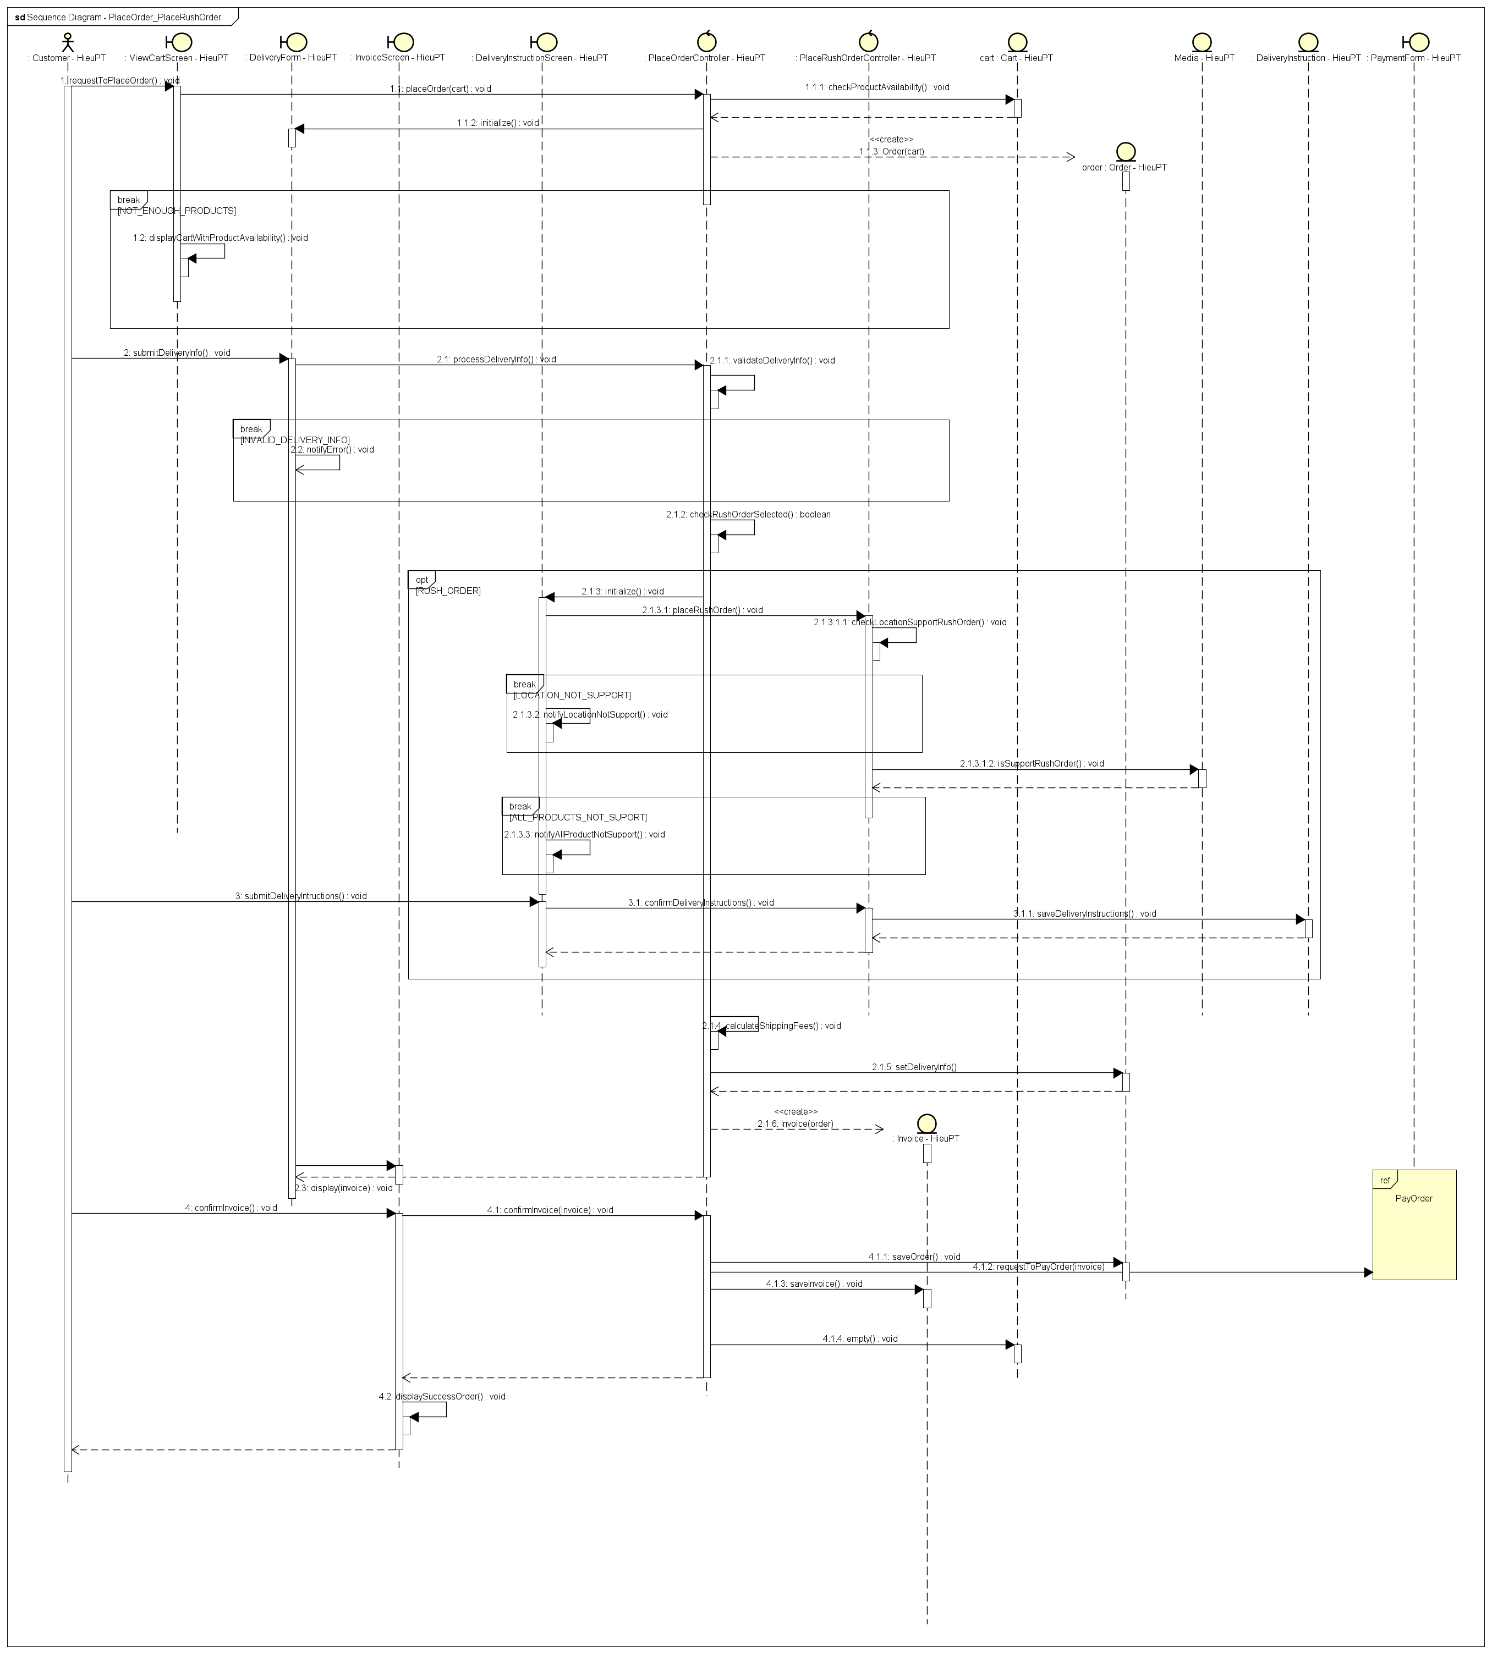 sd Sequence Diagram - PlaceOrder_PlaceRushOrder
: Customer - HieuPT
: ViewCartScreen - HieuPT
: DeliveryForm - HieuPT
: InvoiceScreen - HieuPT
: DeliveryInstructionScreen - HieuPT
PlaceOrderController - HieuPT
: PlaceRushOrderController - HieuPT
cart : Cart - HieuPT
: Media - HieuPT
DeliveryInstruction - HieuPT
: PaymentForm - HieuPT
1: requestToPlaceOrder() : void
1.1: placeOrder(cart) : void
1.1.1: checkProductAvailability() : void
1.1.2: initialize() : void
<<create>>
1.1.3: Order(cart)
order : Order - HieuPT
break
[NOT_ENOUGH_PRODUCTS]
1.2: displayCartWithProductAvailability() : void
2: submitDeliveryInfo() : void
2.1: processDeliveryInfo() : void
2.1.1: validateDeliveryInfo() : void
break
[INVALID_DELIVERY_INFO]
2.2: notifyError() : void
2.1.2: checkRushOrderSelected() : boolean
opt
[RUSH_ORDER]
2.1.3: initialize() : void
2.1.3.1: placeRushOrder() : void
2.1.3.1.1: checkLocationSupportRushOrder() : void
break
[LOCATION_NOT_SUPPORT]
2.1.3.2: notifyLocationNotSupport() : void
2.1.3.1.2: isSupportRushOrder() : void
break
[ALL_PRODUCTS_NOT_SUPORT]
2.1.3.3: notifyAllProductNotSupport() : void
3: submitDeliveryIntructions() : void
3.1: confirmDeliveryInstructions() : void
3.1.1: saveDeliveryInstructions() : void
2.1.4: calculateShippingFees() : void
2.1.5: setDeliveryInfo()
<<create>>
2.1.6: Invoice(order)
: Invoice - HieuPT
2.3: display(invoice) : void
ref
PayOrder
4: confirmInvoice() : void
4.1: confirmInvoice(invoice) : void
4.1.1: saveOrder() : void
4.1.2: requestToPayOrder(invoice)
4.1.3: saveInvoice() : void
4.1.4: empty() : void
4.2: displaySuccessOrder() : void